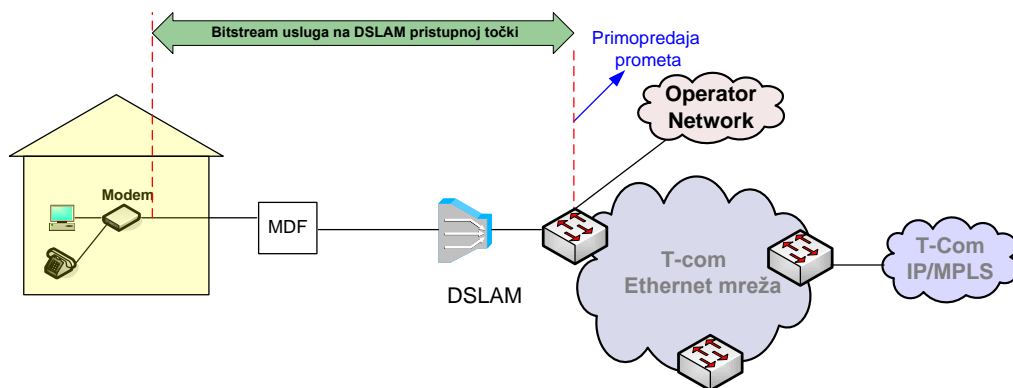 Bitstream usluga na DSLAM pristupnoj točki
Primopredaja
prometa
Operator
Network
Modem
MDF
DSLAM
T-com
Ethernet mreža
T-Com
IP/MPLS